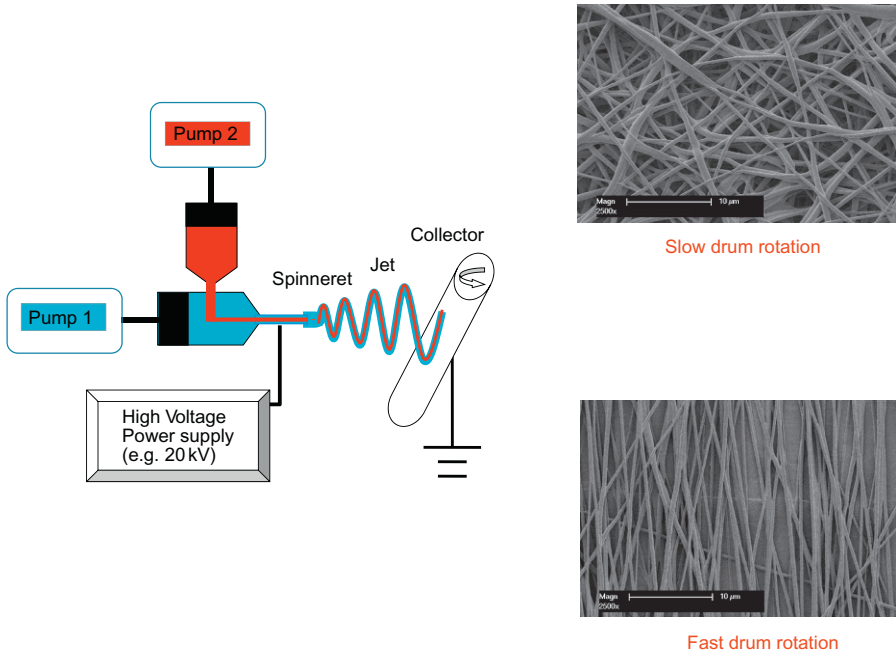 Pump 2
Collector
Jet
Spinneret
Pump 1
High Voltage
Power supply
(e.g. 20 kV)
Magn
10 µm
2500x
Slow drum rotation
Magn
10 µm
2500x
Fast drum rotation